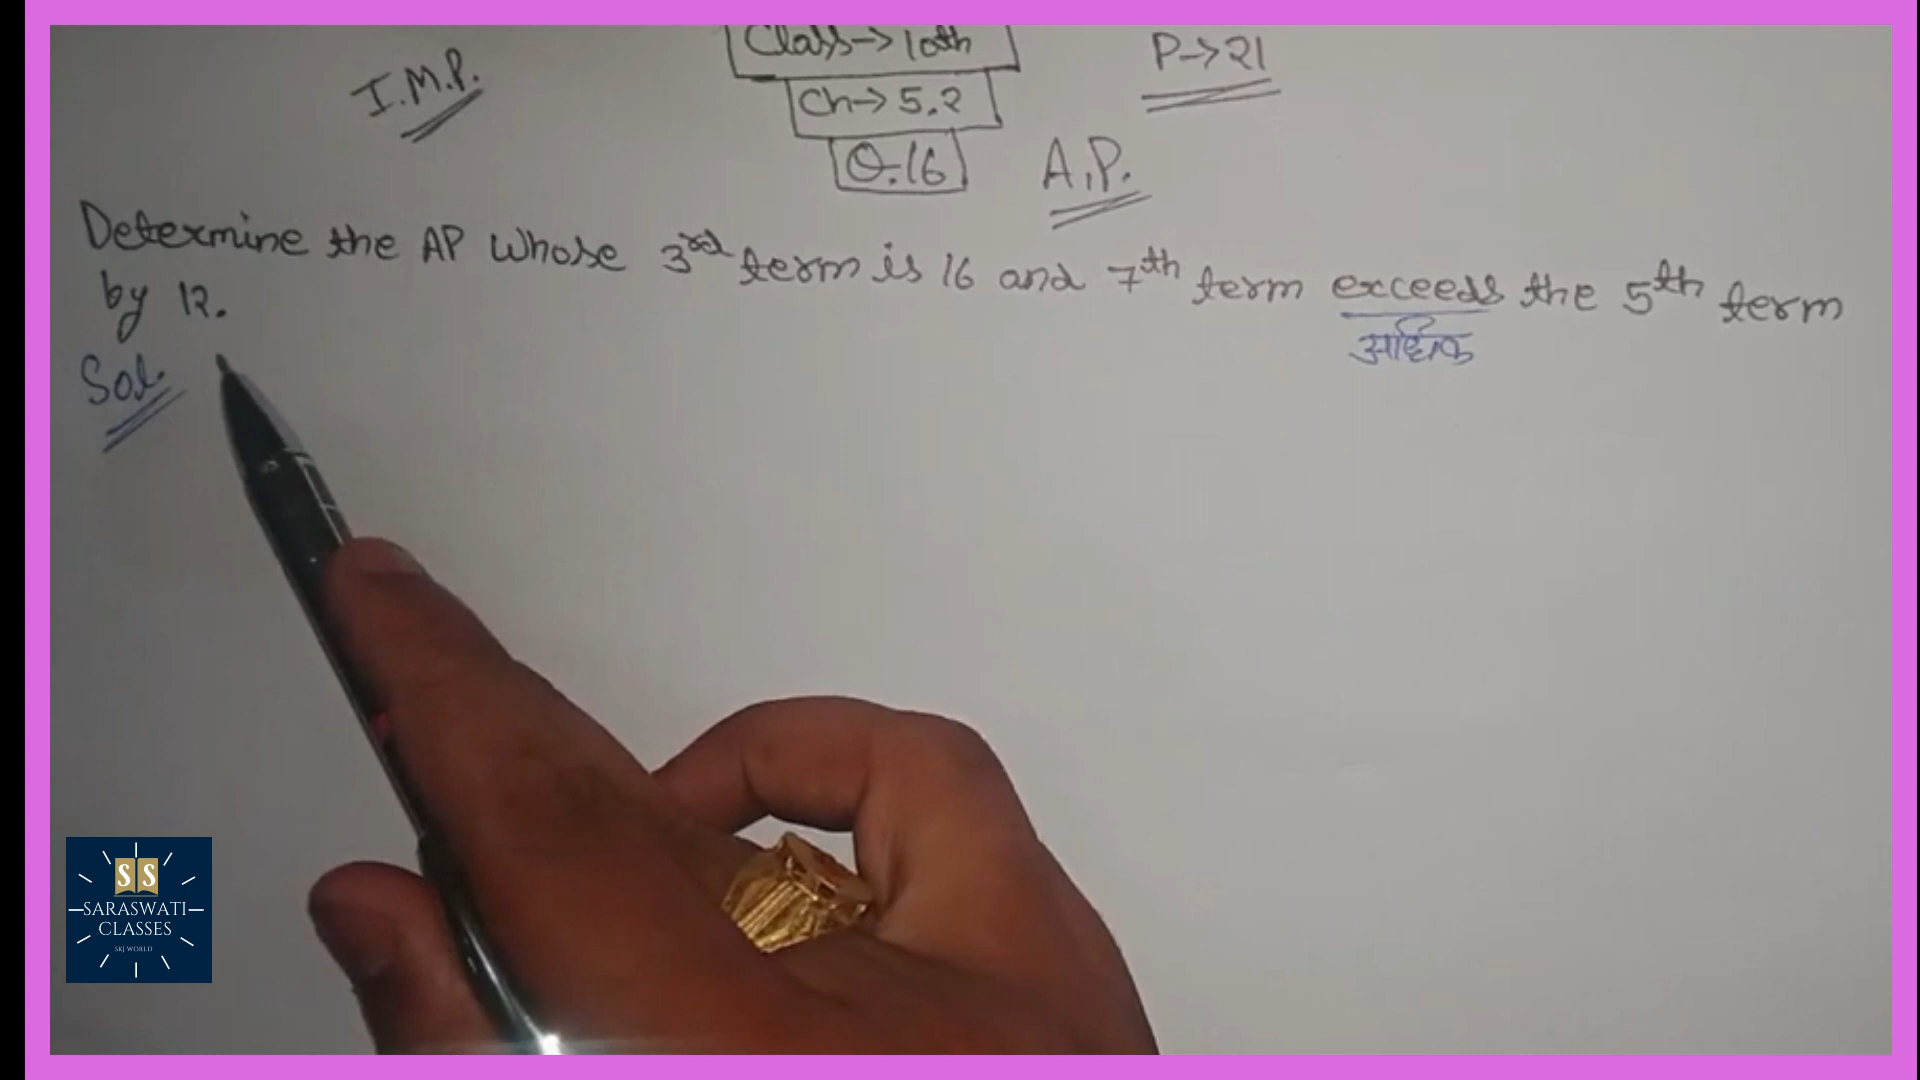 I.M.P.
Class→10th
P→21
Ch→5.2
Q.16
A.P.
Determine the AP whose 3rd term is 16 and 7th term exceeds the 5th term
अधिक
by 12.
Sol.
S S
SARASWATI
CLASSES
SKJ WORLD